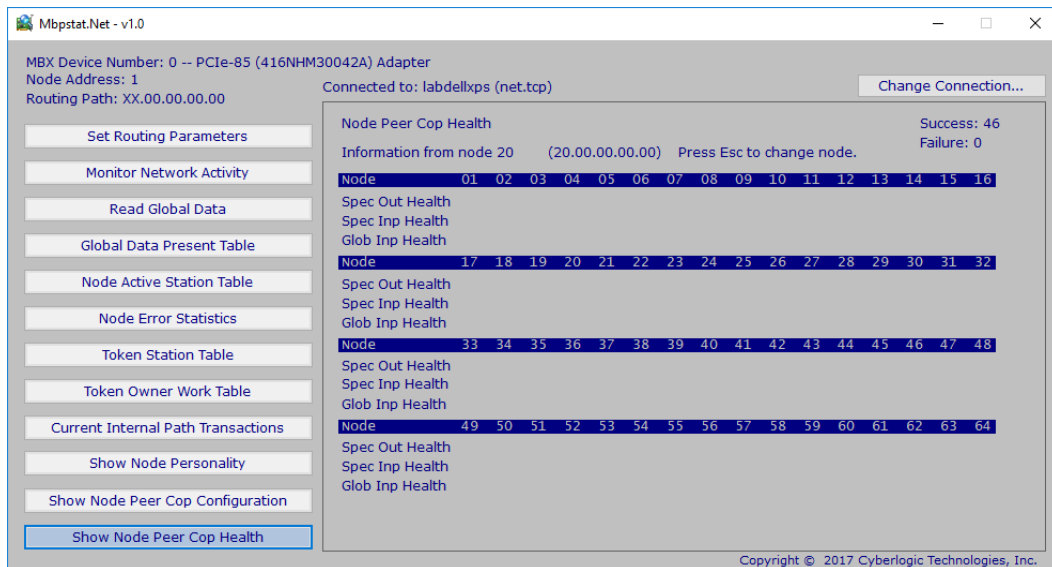 Mbpstat.Net - v1.0
MBX Device Number: 0 -- PCIe-85 (416NHM30042A) Adapter
Node Address: 1
Routing Path: XX.00.00.00.00
Connected to: labdellxps (net.tcp)
Change Connection...
Set Routing Parameters
Monitor Network Activity
Read Global Data
Global Data Present Table
Node Active Station Table
Node Error Statistics
Token Station Table
Token Owner Work Table
Current Internal Path Transactions
Show Node Personality
Show Node Peer Cop Configuration
Show Node Peer Cop Health
Node Peer Cop Health
Success: 46
Failure: 0
Information from node 20 (20.00.00.00.00) Press Esc to change node.
Node 01 02 03 04 05 06 07 08 09 10 11 12 13 14 15 16
Spec Out Health
Spec Inp Health
Glob Inp Health
Node 17 18 19 20 21 22 23 24 25 26 27 28 29 30 31 32
Spec Out Health
Spec Inp Health
Glob Inp Health
Node 33 34 35 36 37 38 39 40 41 42 43 44 45 46 47 48
Spec Out Health
Spec Inp Health
Glob Inp Health
Node 49 50 51 52 53 54 55 56 57 58 59 60 61 62 63 64
Spec Out Health
Spec Inp Health
Glob Inp Health
Copyright © 2017 Cyberlogic Technologies, Inc.